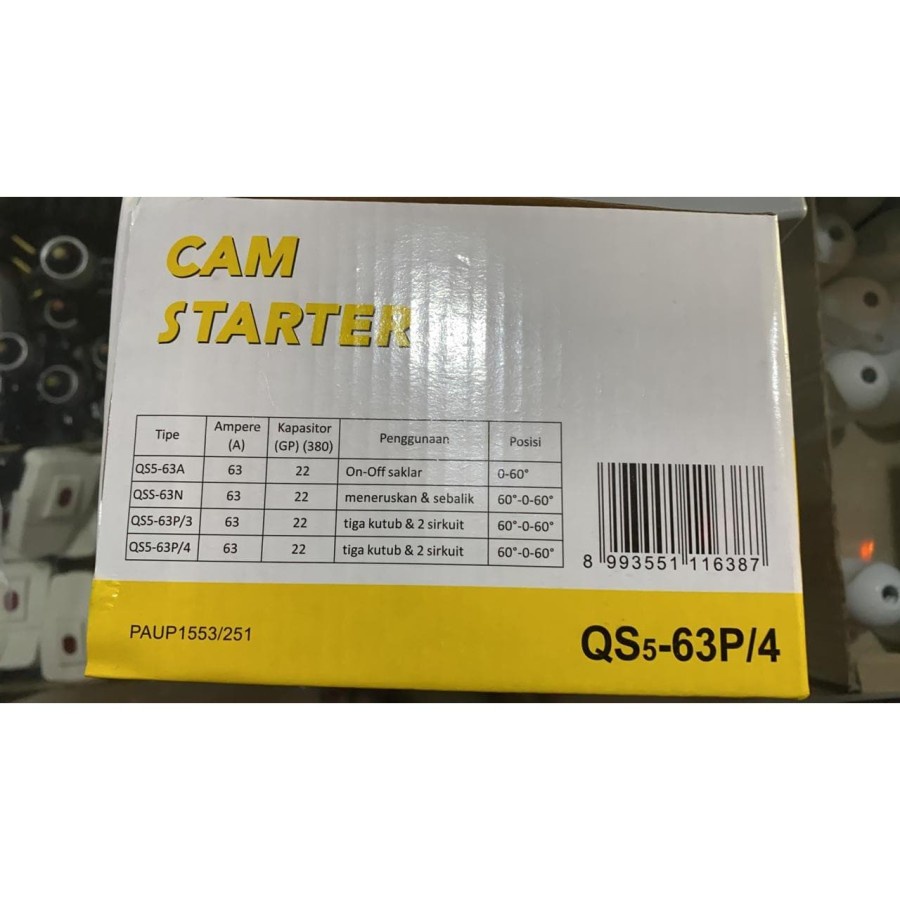 CAM
STARTER
Tipe Ampere (A) Kapasitor (GP) (380) Penggunaan Posisi
QS5-63A 63 22 On-Off saklar 0-60°
QSS-63N 63 22 meneruskan & sebalik 60°-0-60°
QS5-63P/3 63 22 tiga kutub & 2 sirkuit 60°-0-60°
QS5-63P/4 63 22 tiga kutub & 2 sirkuit 60°-0-60°
8 993551 116387
PAUP1553/251
QS5-63P/4